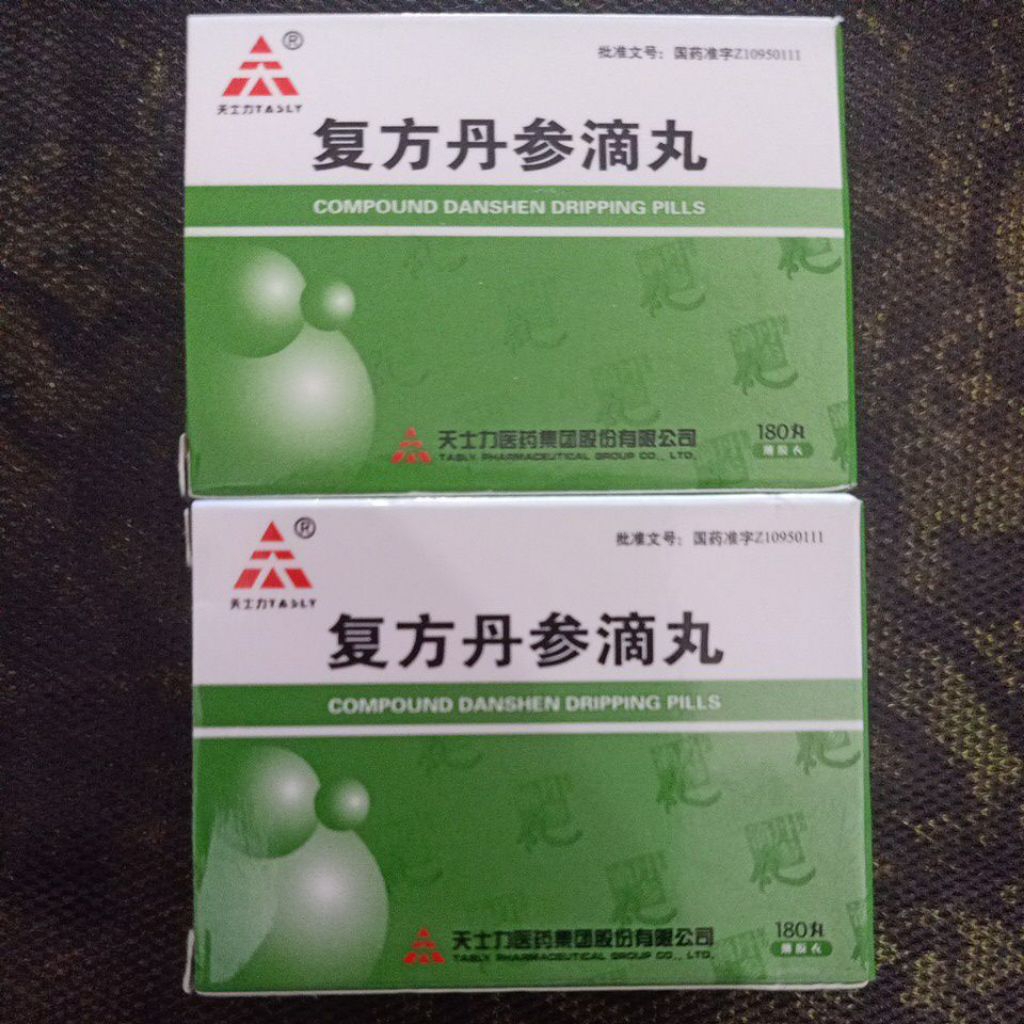 ®
天士力TASLY
批准文号：国药准字Z10950111
复方丹参滴丸
COMPOUND DANSHEN DRIPPING PILLS
天士力医药集团股份有限公司
TASLY PHARMACEUTICAL GROUP CO., LTD.
180丸
薄膜衣
®
天士力TASLY
批准文号：国药准字Z10950111
复方丹参滴丸
COMPOUND DANSHEN DRIPPING PILLS
天士力医药集团股份有限公司
TASLY PHARMACEUTICAL GROUP CO., LTD.
180丸
薄膜衣